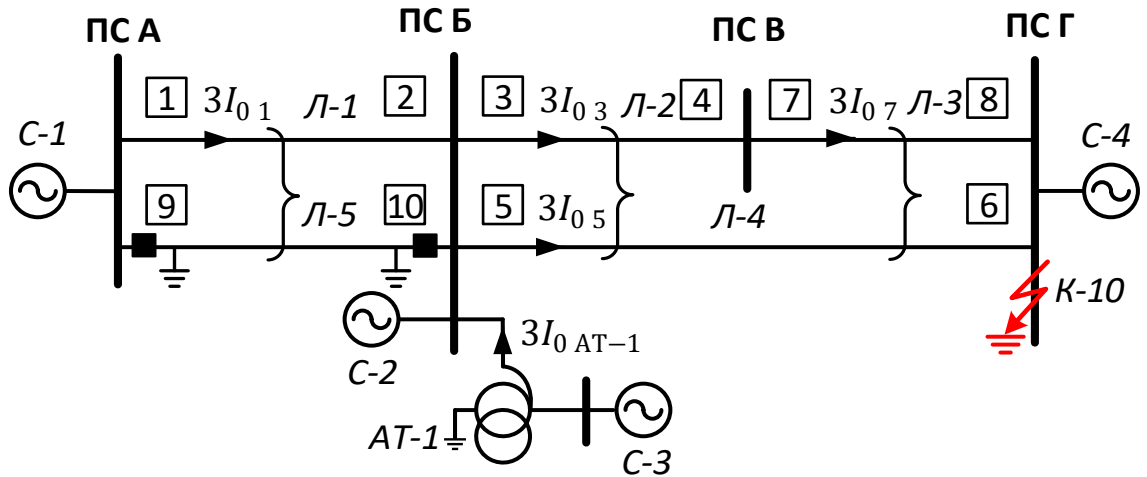 ПС А
ПС Б
ПС В
ПС Г
1
3I₀ ₁
Л-1
2
3
3I₀ ₃
Л-2
4
7
3I₀ ₇
Л-3
8
С-1
С-4
9
Л-5
10
5
3I₀ ₅
Л-4
6
К-10
С-2
3I₀ АТ−1
АТ-1
С-3